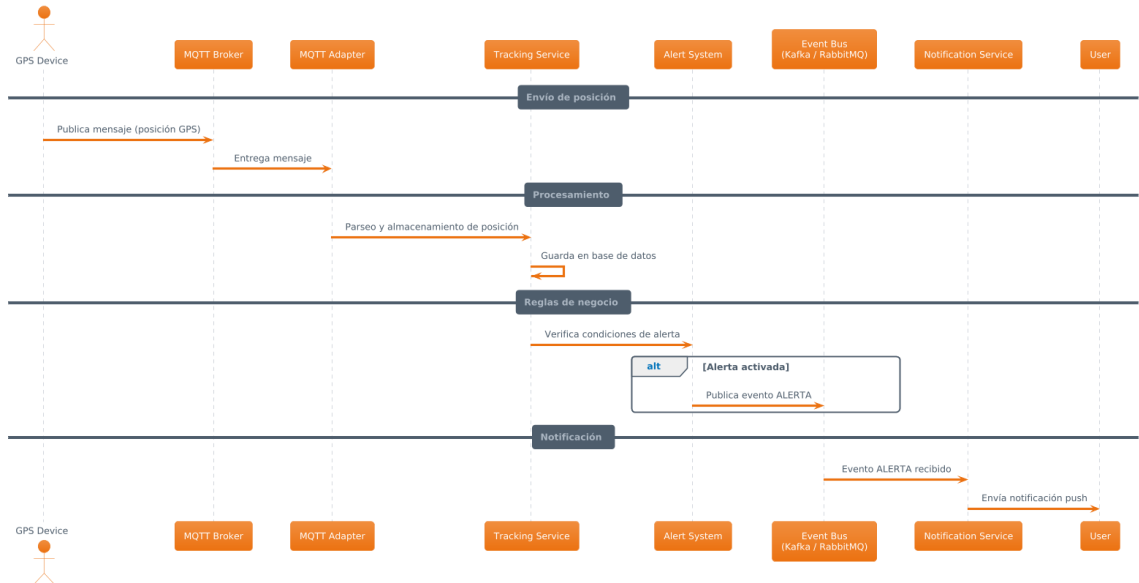 GPS Device
MQTT Broker
MQTT Adapter
Tracking Service
Alert System
Event Bus
(Kafka / RabbitMQ)
Notification Service
User
Envío de posición
Publica mensaje (posición GPS)
Entrega mensaje
Procesamiento
Parseo y almacenamiento de posición
Guarda en base de datos
Reglas de negocio
Verifica condiciones de alerta
alt [Alerta activada]
Publica evento ALERTA
Notificación
Evento ALERTA recibido
Envía notificación push
GPS Device
MQTT Broker
MQTT Adapter
Tracking Service
Alert System
Event Bus
(Kafka / RabbitMQ)
Notification Service
User